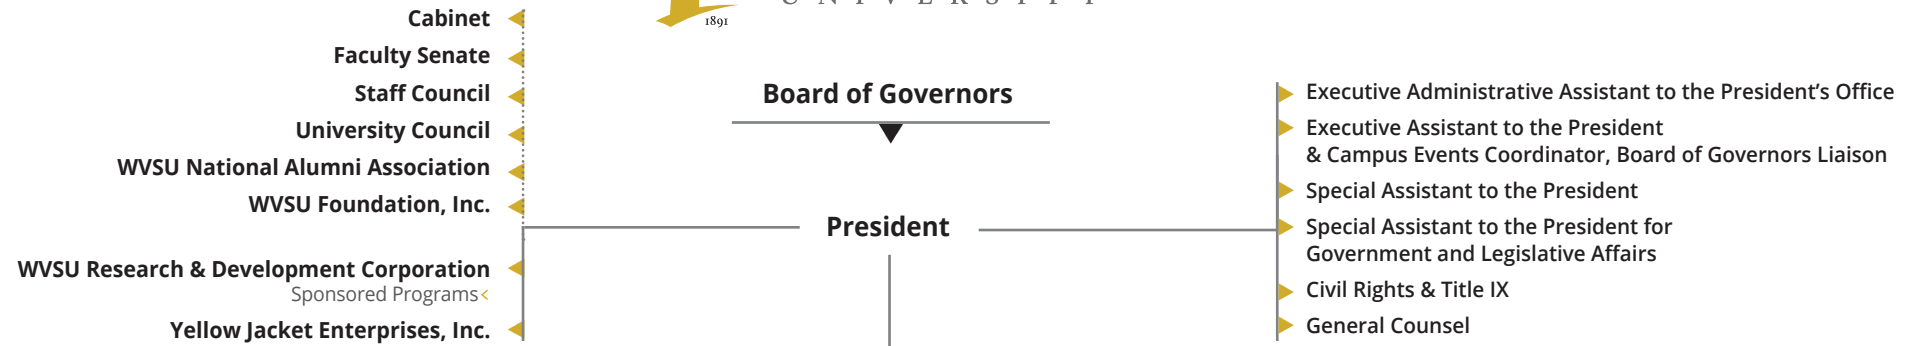 1891
Cabinet
Faculty Senate
Staff Council
University Council
WVSU National Alumni Association
WVSU Foundation, Inc.
WVSU Research & Development Corporation
Sponsored Programs
Yellow Jacket Enterprises, Inc.
Board of Governors
President
Executive Administrative Assistant to the President’s Office
Executive Assistant to the President
& Campus Events Coordinator, Board of Governors Liaison
Special Assistant to the President
Special Assistant to the President for
Government and Legislative Affairs
Civil Rights & Title IX
General Counsel